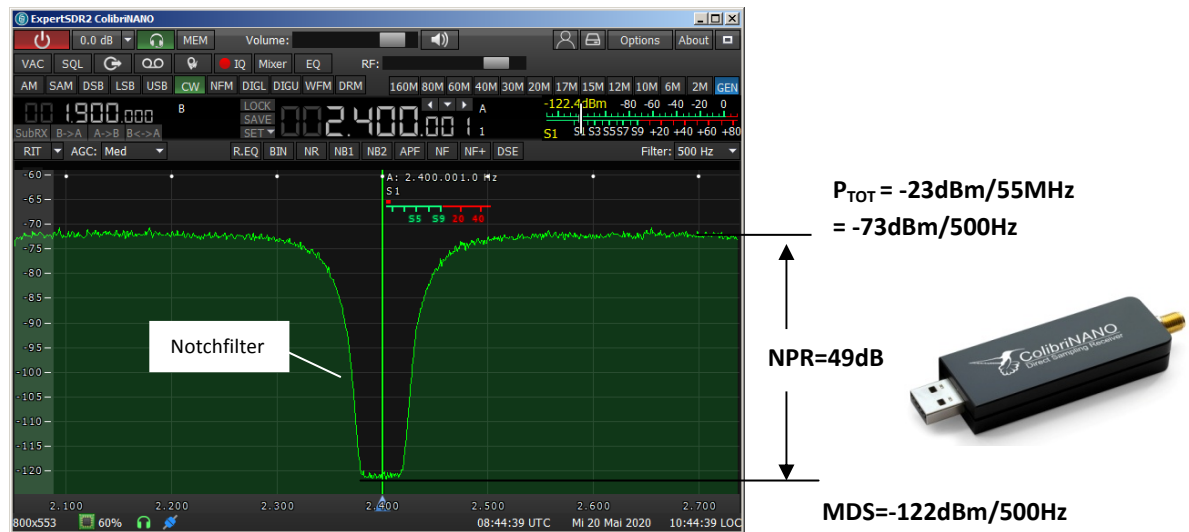 ExpertSDR2 ColibriNANO
0.0 dB MEM Volume: Options About
VAC SQL IQ Mixer EQ RF:
AM SAM DSB LSB USB CW NFM DIGL DIGU WFM DRM 160M 80M 60M 40M 30M 20M 17M 15M 12M 10M 6M 2M GEN
1.900.000 B LOCK SAVE SET 2.400.001 A 1 -122.4dBm -80 -60 -40 -20 0
SubRX B->A A->B B<->A S1 S1 S3 S5 S7 S9 +20 +40 +60 +80
RIT AGC: Med R.EQ BIN NR NB1 NB2 APF NF NF+ DSE Filter: 500 Hz
-60
A: 2.400.001.0 Hz
S1
S5 S9 20 40
-65
-70
-75
-80
-85
-90
-95
-100
-105
-110
-115
-120
Notchfilter
2.100 2.200 2.300 2.400 2.500 2.600 2.700
800x553 60% 08:44:39 UTC Mi 20 Mai 2020 10:44:39 LOC
PTOT = -23dBm/55MHz
= -73dBm/500Hz
NPR=49dB
ColibriNANO
Direct Sampling Receiver
MDS=-122dBm/500Hz